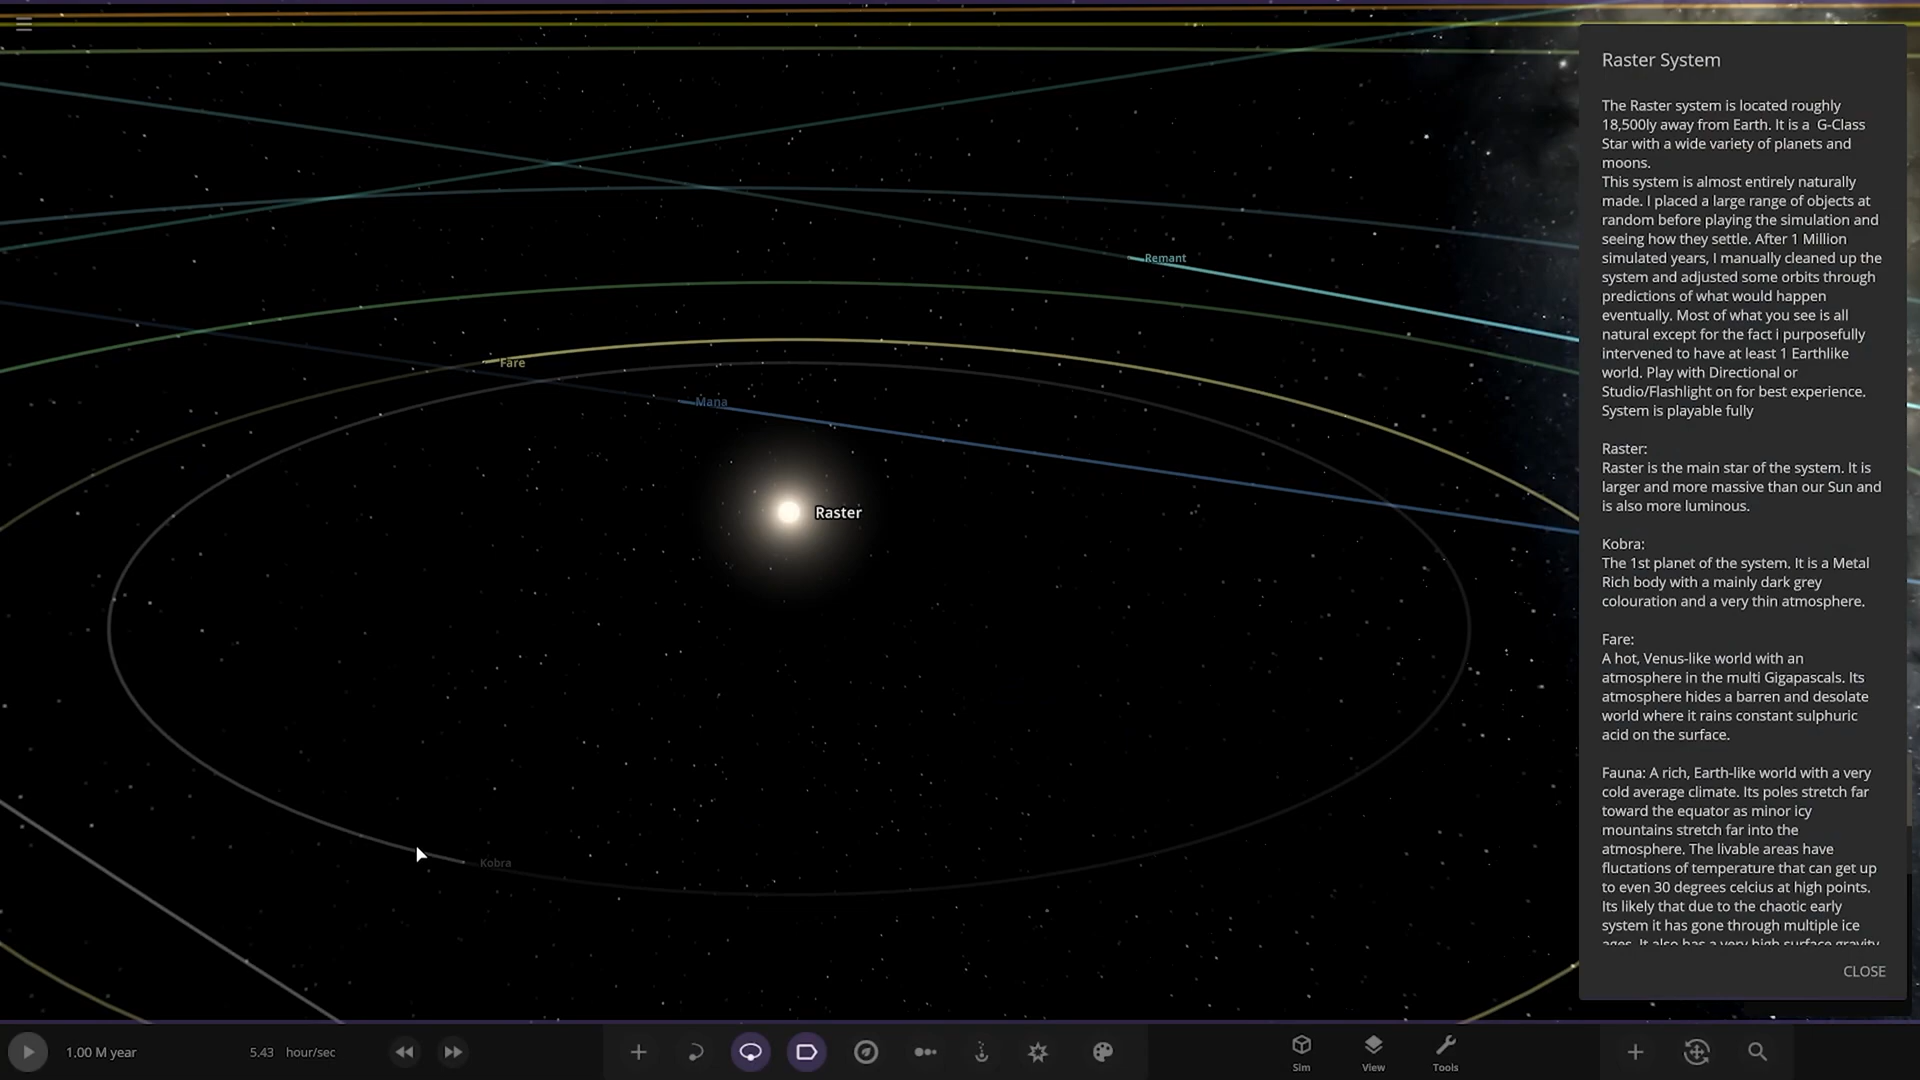 Raster System
The Raster system is located roughly
18,500ly away from Earth. It is a  G-Class
Star with a wide variety of planets and
moons.
This system is almost entirely naturally
made. I placed a large range of objects at
random before playing the simulation and
seeing how they settle. After 1 Million
simulated years, I manually cleaned up the
system and adjusted some orbits through
predictions of what would happen
eventually. Most of what you see is all
natural except for the fact i purposefully
intervened to have at least 1 Earthlike
world. Play with Directional or
Studio/Flashlight on for best experience.
System is playable fully
Raster:
Raster is the main star of the system. It is
larger and more massive than our Sun and
is also more luminous.
Kobra:
The 1st planet of the system. It is a Metal
Rich body with a mainly dark grey
colouration and a very thin atmosphere.
Fare:
A hot, Venus-like world with an
atmosphere in the multi Gigapascals. Its
atmosphere hides a barren and desolate
world where it rains constant sulphuric
acid on the surface.
Fauna: A rich, Earth-like world with a very
cold average climate. Its poles stretch far
toward the equator as minor icy
mountains stretch far into the
atmosphere. The livable areas have
fluctations of temperature that can get up
to even 30 degrees celcius at high points.
Its likely that due to the chaotic early
system it has gone through multiple ice
ages. It also has a very high surface gravity
CLOSE
Remant
Fare
Mana
Raster
Kobra
1.00 M year
5.43 hour/sec
Sim
View
Tools